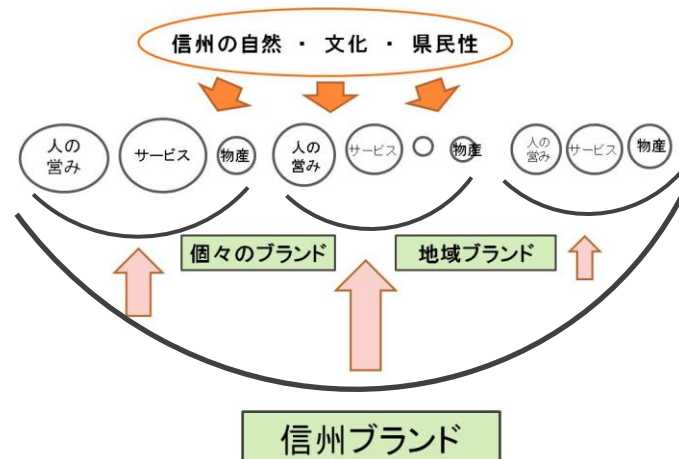 信州の自然 ・ 文化 ・ 県民性
人の
営み
サービス
物産
人の
営み
サービス
物産
人の
営み
サービス
物産
個々のブランド
地域ブランド
信州ブランド